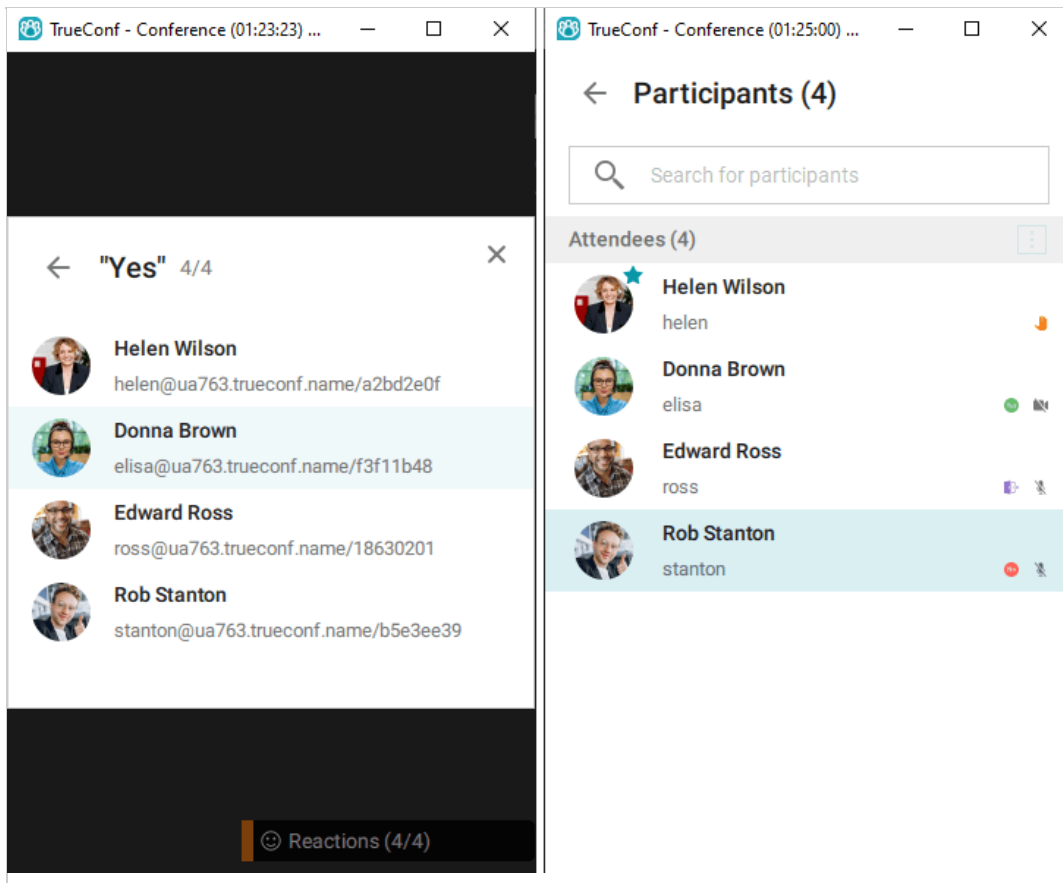 TrueConf - Conference (01:23:23) ...
"Yes" 4/4
Helen Wilson
helen@ua763.trueconf.name/a2bd2e0f
Donna Brown
elisa@ua763.trueconf.name/f3f11b48
Edward Ross
ross@ua763.trueconf.name/18630201
Rob Stanton
stanton@ua763.trueconf.name/b5e3ee39
Reactions (4/4)
TrueConf - Conference (01:25:00) ...
Participants (4)
Search for participants
Attendees (4)
Helen Wilson
helen
Donna Brown
elisa
Edward Ross
ross
Rob Stanton
stanton
No